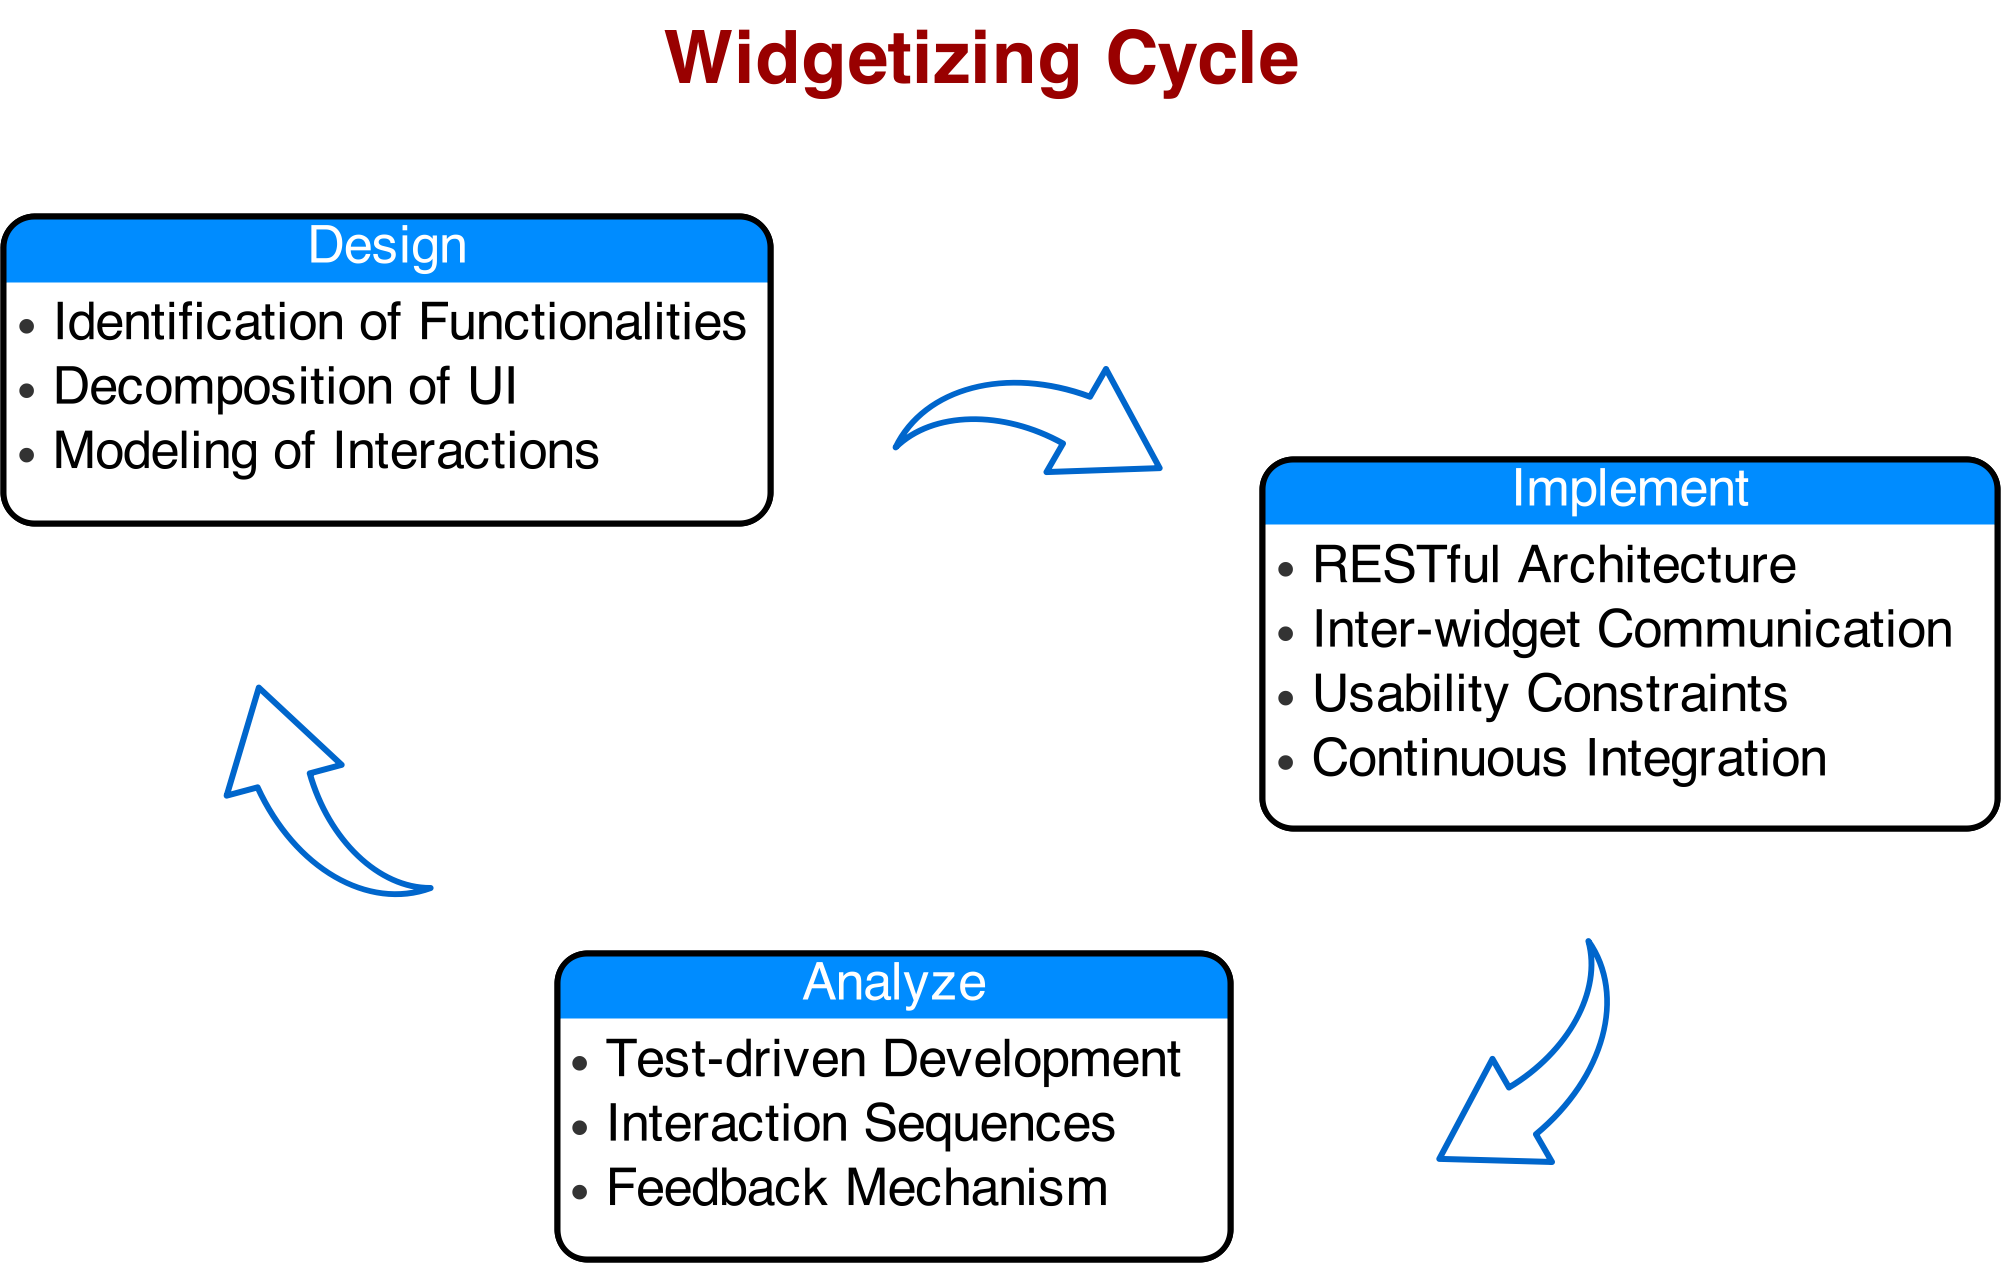 Widgetizing Cycle
Design
• Identification of Functionalities
• Decomposition of UI
• Modeling of Interactions
Implement
• RESTful Architecture
• Inter-widget Communication
• Usability Constraints
• Continuous Integration
Analyze
• Test-driven Development
• Interaction Sequences
• Feedback Mechanism